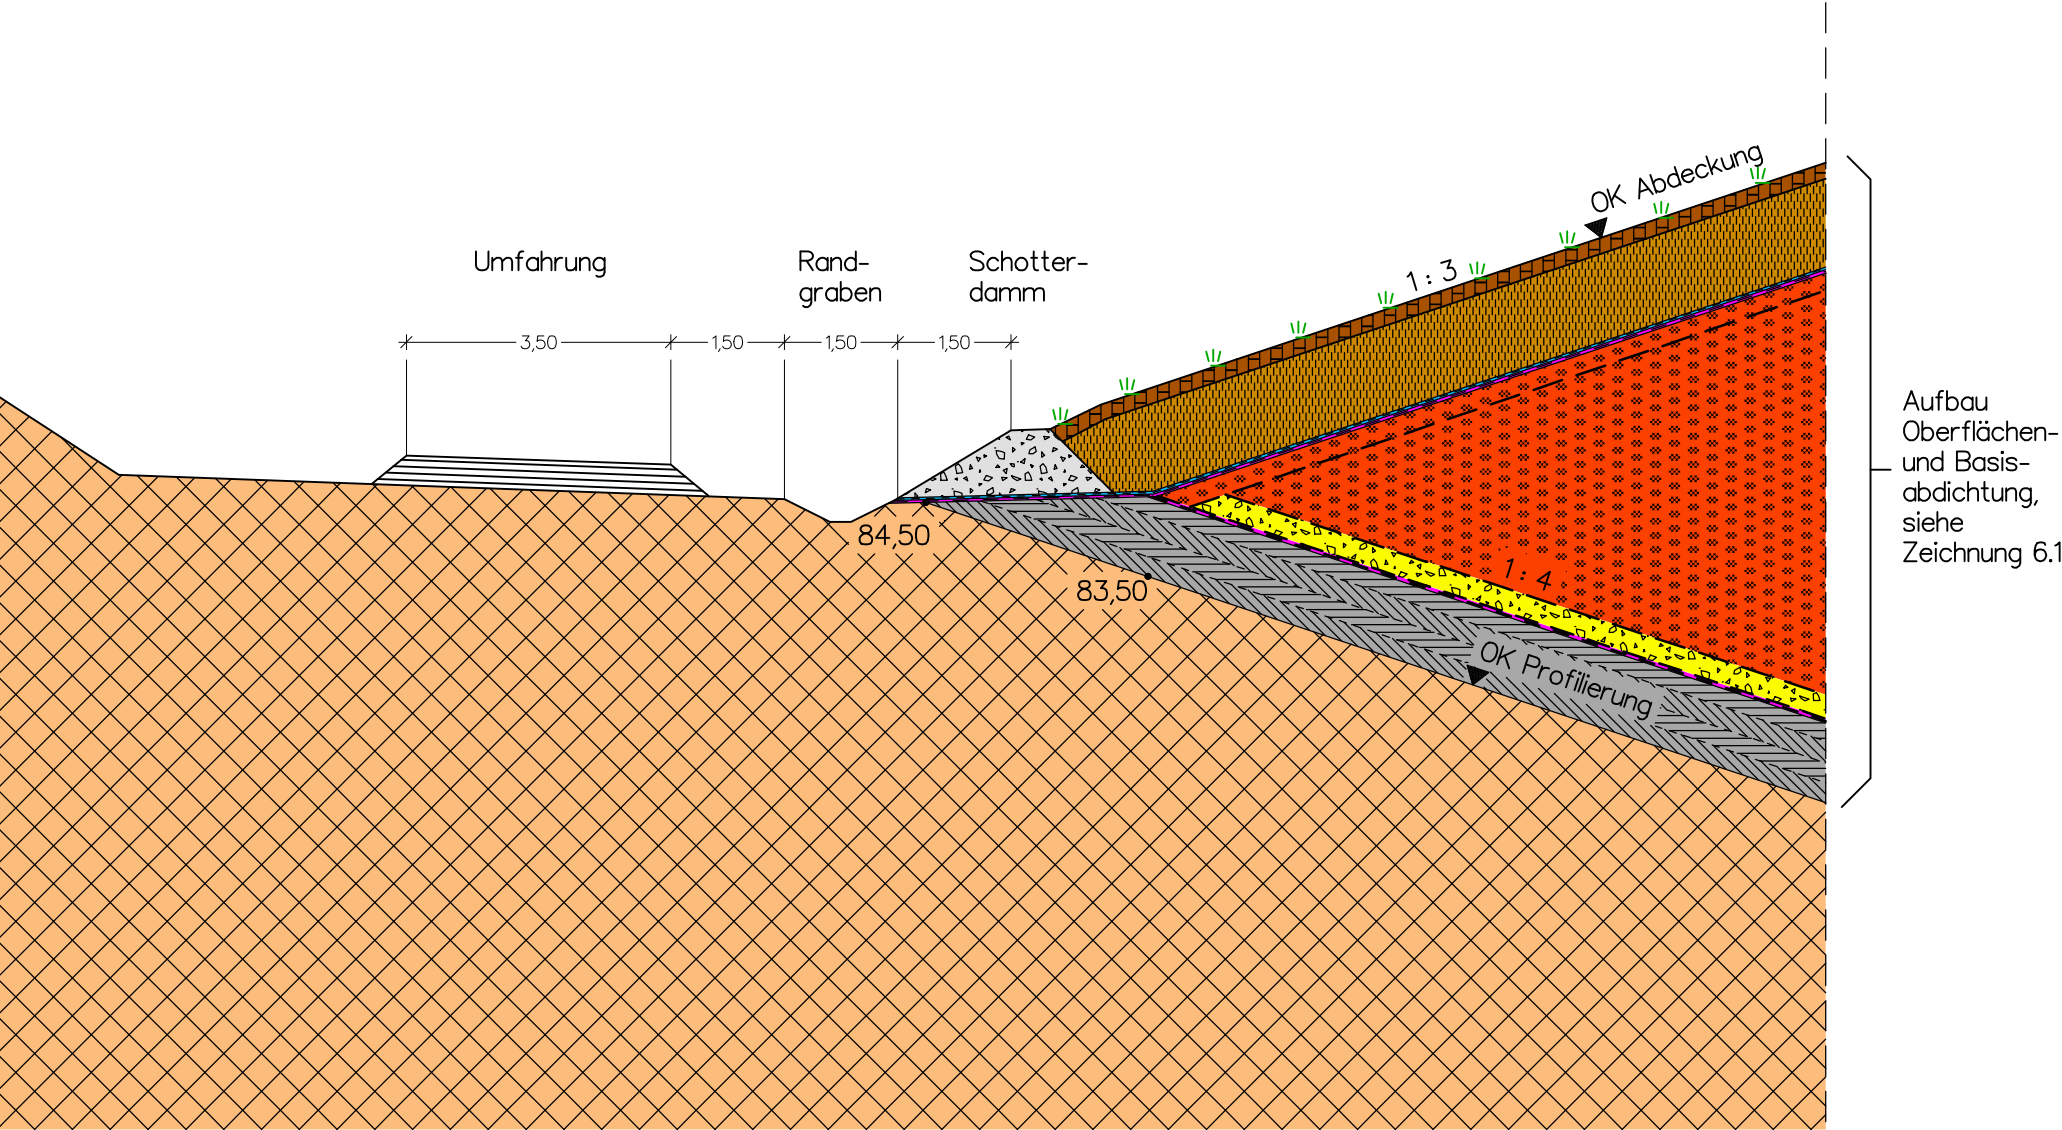 OK Abdeckung
1 : 3
Umfahrung
Rand-
graben
Schotter-
damm
3,50
1,50
1,50
1,50
84,50
83,50
1 : 4
OK Profilierung
Aufbau
Oberflächen-
und Basis-
abdichtung,
siehe
Zeichnung 6.1